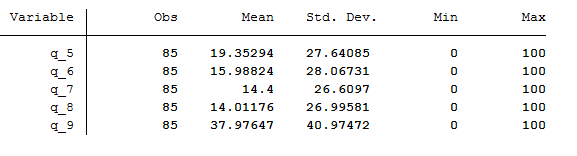 Variable Obs Mean Std. Dev. Min Max
q_5 85 19.35294 27.64085 0 100
q_6 85 15.98824 28.06731 0 100
q_7 85 14.4 26.6097 0 100
q_8 85 14.01176 26.99581 0 100
q_9 85 37.97647 40.97472 0 100